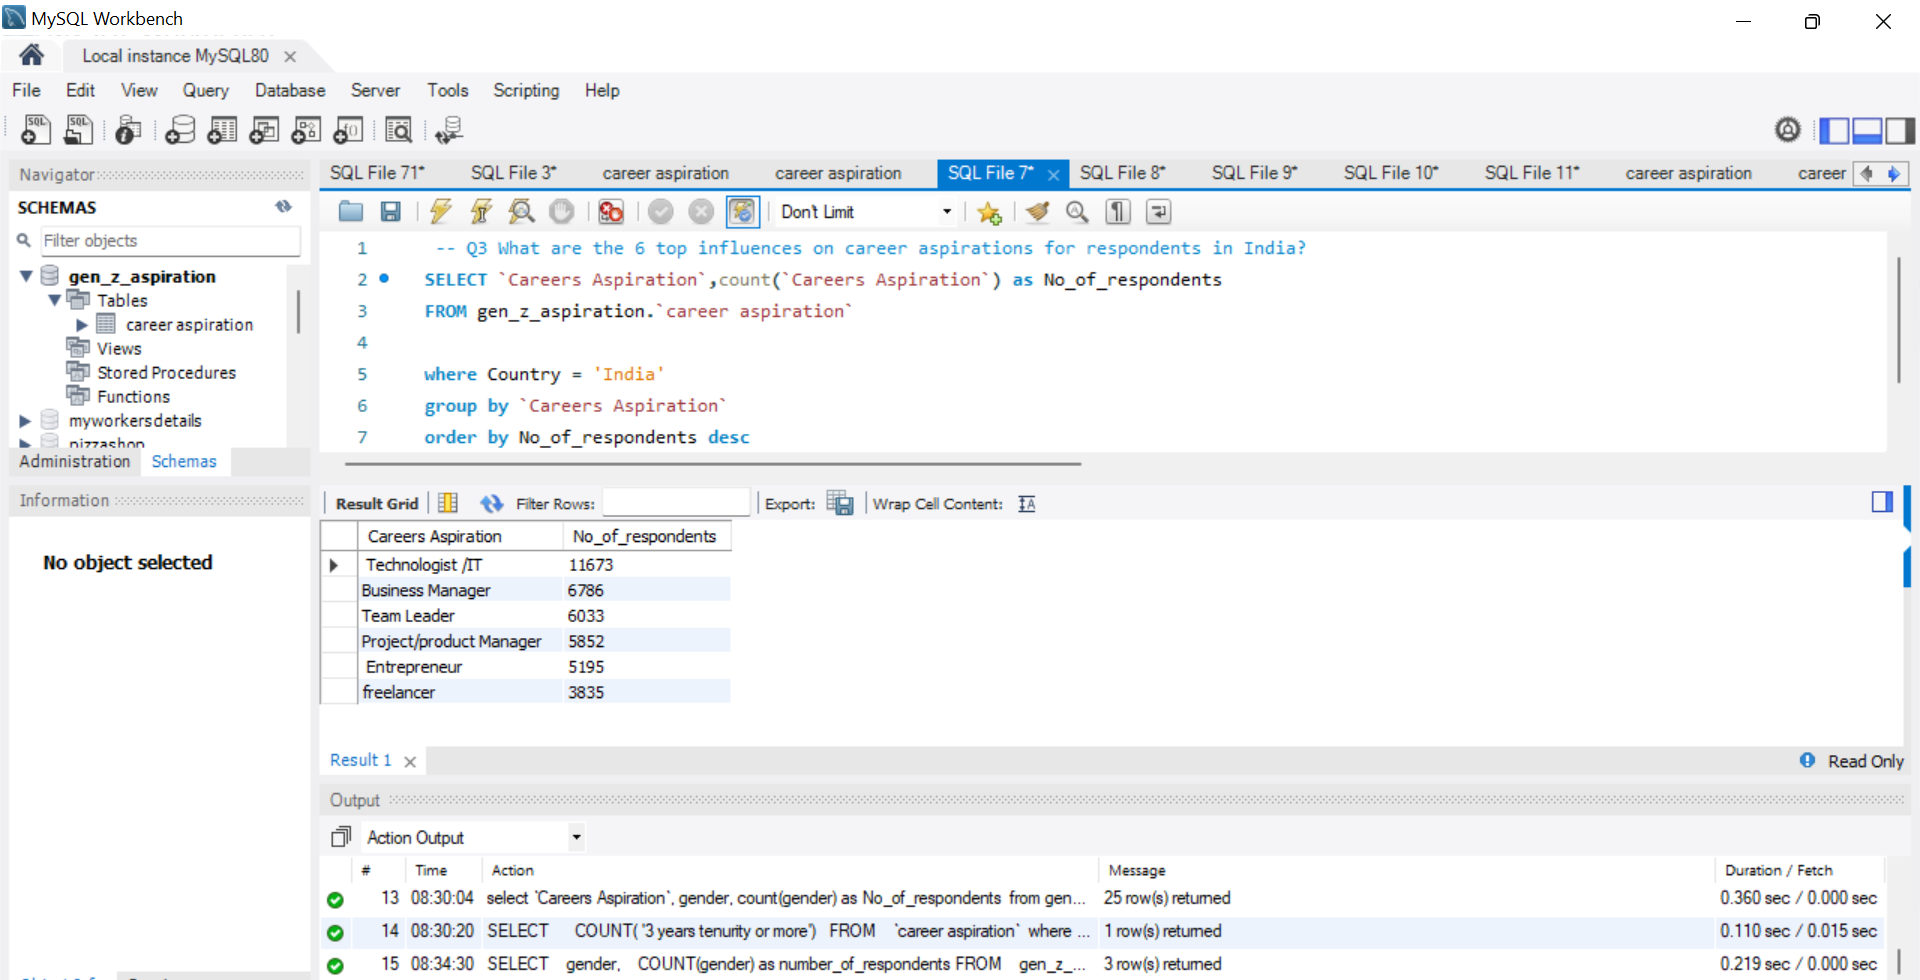 MySQL Workbench
Local instance MySQL80
File Edit View Query Database Server Tools Scripting Help
Navigator
SQL File 71* SQL File 3* career aspiration career aspiration SQL File 7* SQL File 8* SQL File 9* SQL File 10* SQL File 11* career aspiration career
SCHEMAS
Don't Limit
Filter objects
gen_z_aspiration
Tables
career aspiration
Views
Stored Procedures
Functions
myworkersdetails
pizzashop
Administration Schemas
1 -- Q3 What are the 6 top influences on career aspirations for respondents in India?
2 SELECT `Careers Aspiration`,count(`Careers Aspiration`) as No_of_respondents
3 FROM gen_z_aspiration.`career aspiration`
4
5 where Country = 'India'
6 group by `Careers Aspiration`
7 order by No_of_respondents desc
Information
No object selected
Result Grid Filter Rows: Export: Wrap Cell Content:
Careers Aspiration No_of_respondents
Technologist /IT 11673
Business Manager 6786
Team Leader 6033
Project/product Manager 5852
Entrepreneur 5195
freelancer 3835
Result 1 Read Only
Output
Action Output
# Time Action Message Duration / Fetch
13 08:30:04 select `Careers Aspiration`, gender, count(gender) as No_of_respondents from gen... 25 row(s) returned 0.360 sec / 0.000 sec
14 08:30:20 SELECT COUNT( '3 years tenurity or more') FROM `career aspiration` where ... 1 row(s) returned 0.110 sec / 0.015 sec
15 08:34:30 SELECT gender, COUNT(gender) as number_of_respondents FROM gen_z_... 3 row(s) returned 0.219 sec / 0.000 sec